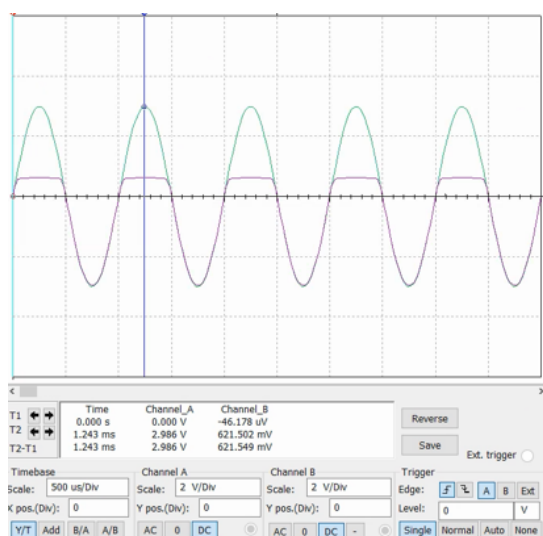 Time Channel_A Channel_B
T1 0.000 s 0.000 V -46.178 uV
T2 1.243 ms 2.986 V 621.502 mV
T2-T1 1.243 ms 2.986 V 621.549 mV
Reverse
Save
Ext. trigger
Timebase Channel A Channel B Trigger
Scale: 500 us/Div Scale: 2 V/Div Scale: 2 V/Div Edge: A B Ext
X pos.(Div): 0 Y pos.(Div): 0 Y pos.(Div): 0 Level: 0 V
Y/T Add B/A A/B AC 0 DC AC 0 DC - Single Normal Auto None